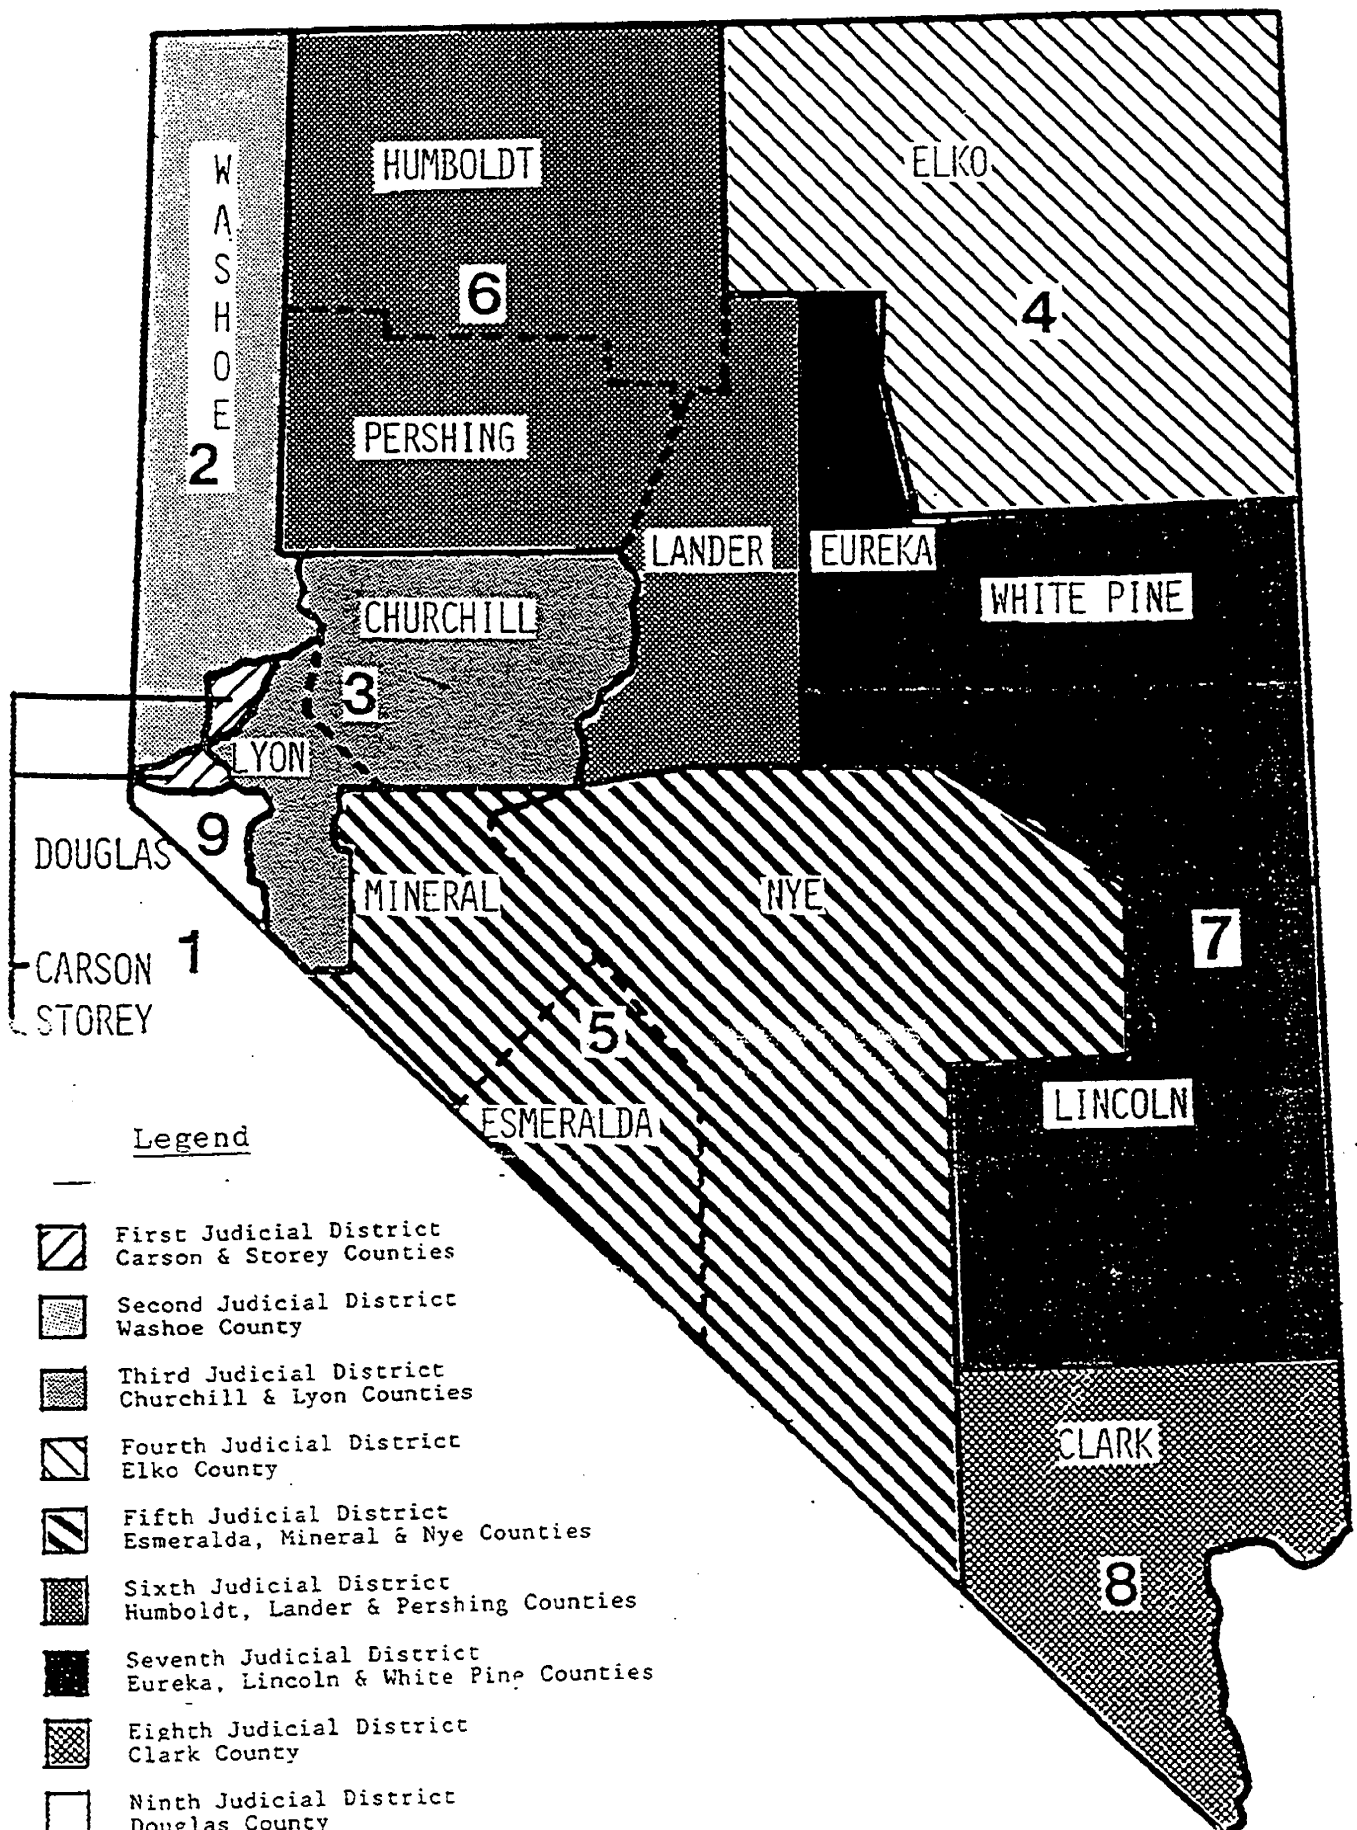 WASHOE
HUMBOLDT
ELKO
6
4
PERSHING
2
LANDER
EUREKA
WHITE PINE
CHURCHILL
3
LYON
9
DOUGLAS
MINERAL
NYE
7
1
CARSON
STOREY
5
LINCOLN
ESMERALDA
Legend
First Judicial District
Carson & Storey Counties
Second Judicial District
Washoe County
Third Judicial District
Churchill & Lyon Counties
Fourth Judicial District
Elko County
Fifth Judicial District
Esmeralda, Mineral & Nye Counties
Sixth Judicial District
Humboldt, Lander & Pershing Counties
Seventh Judicial District
Eureka, Lincoln & White Pine Counties
Eighth Judicial District
Clark County
Ninth Judicial District
Douglas County
CLARK
8